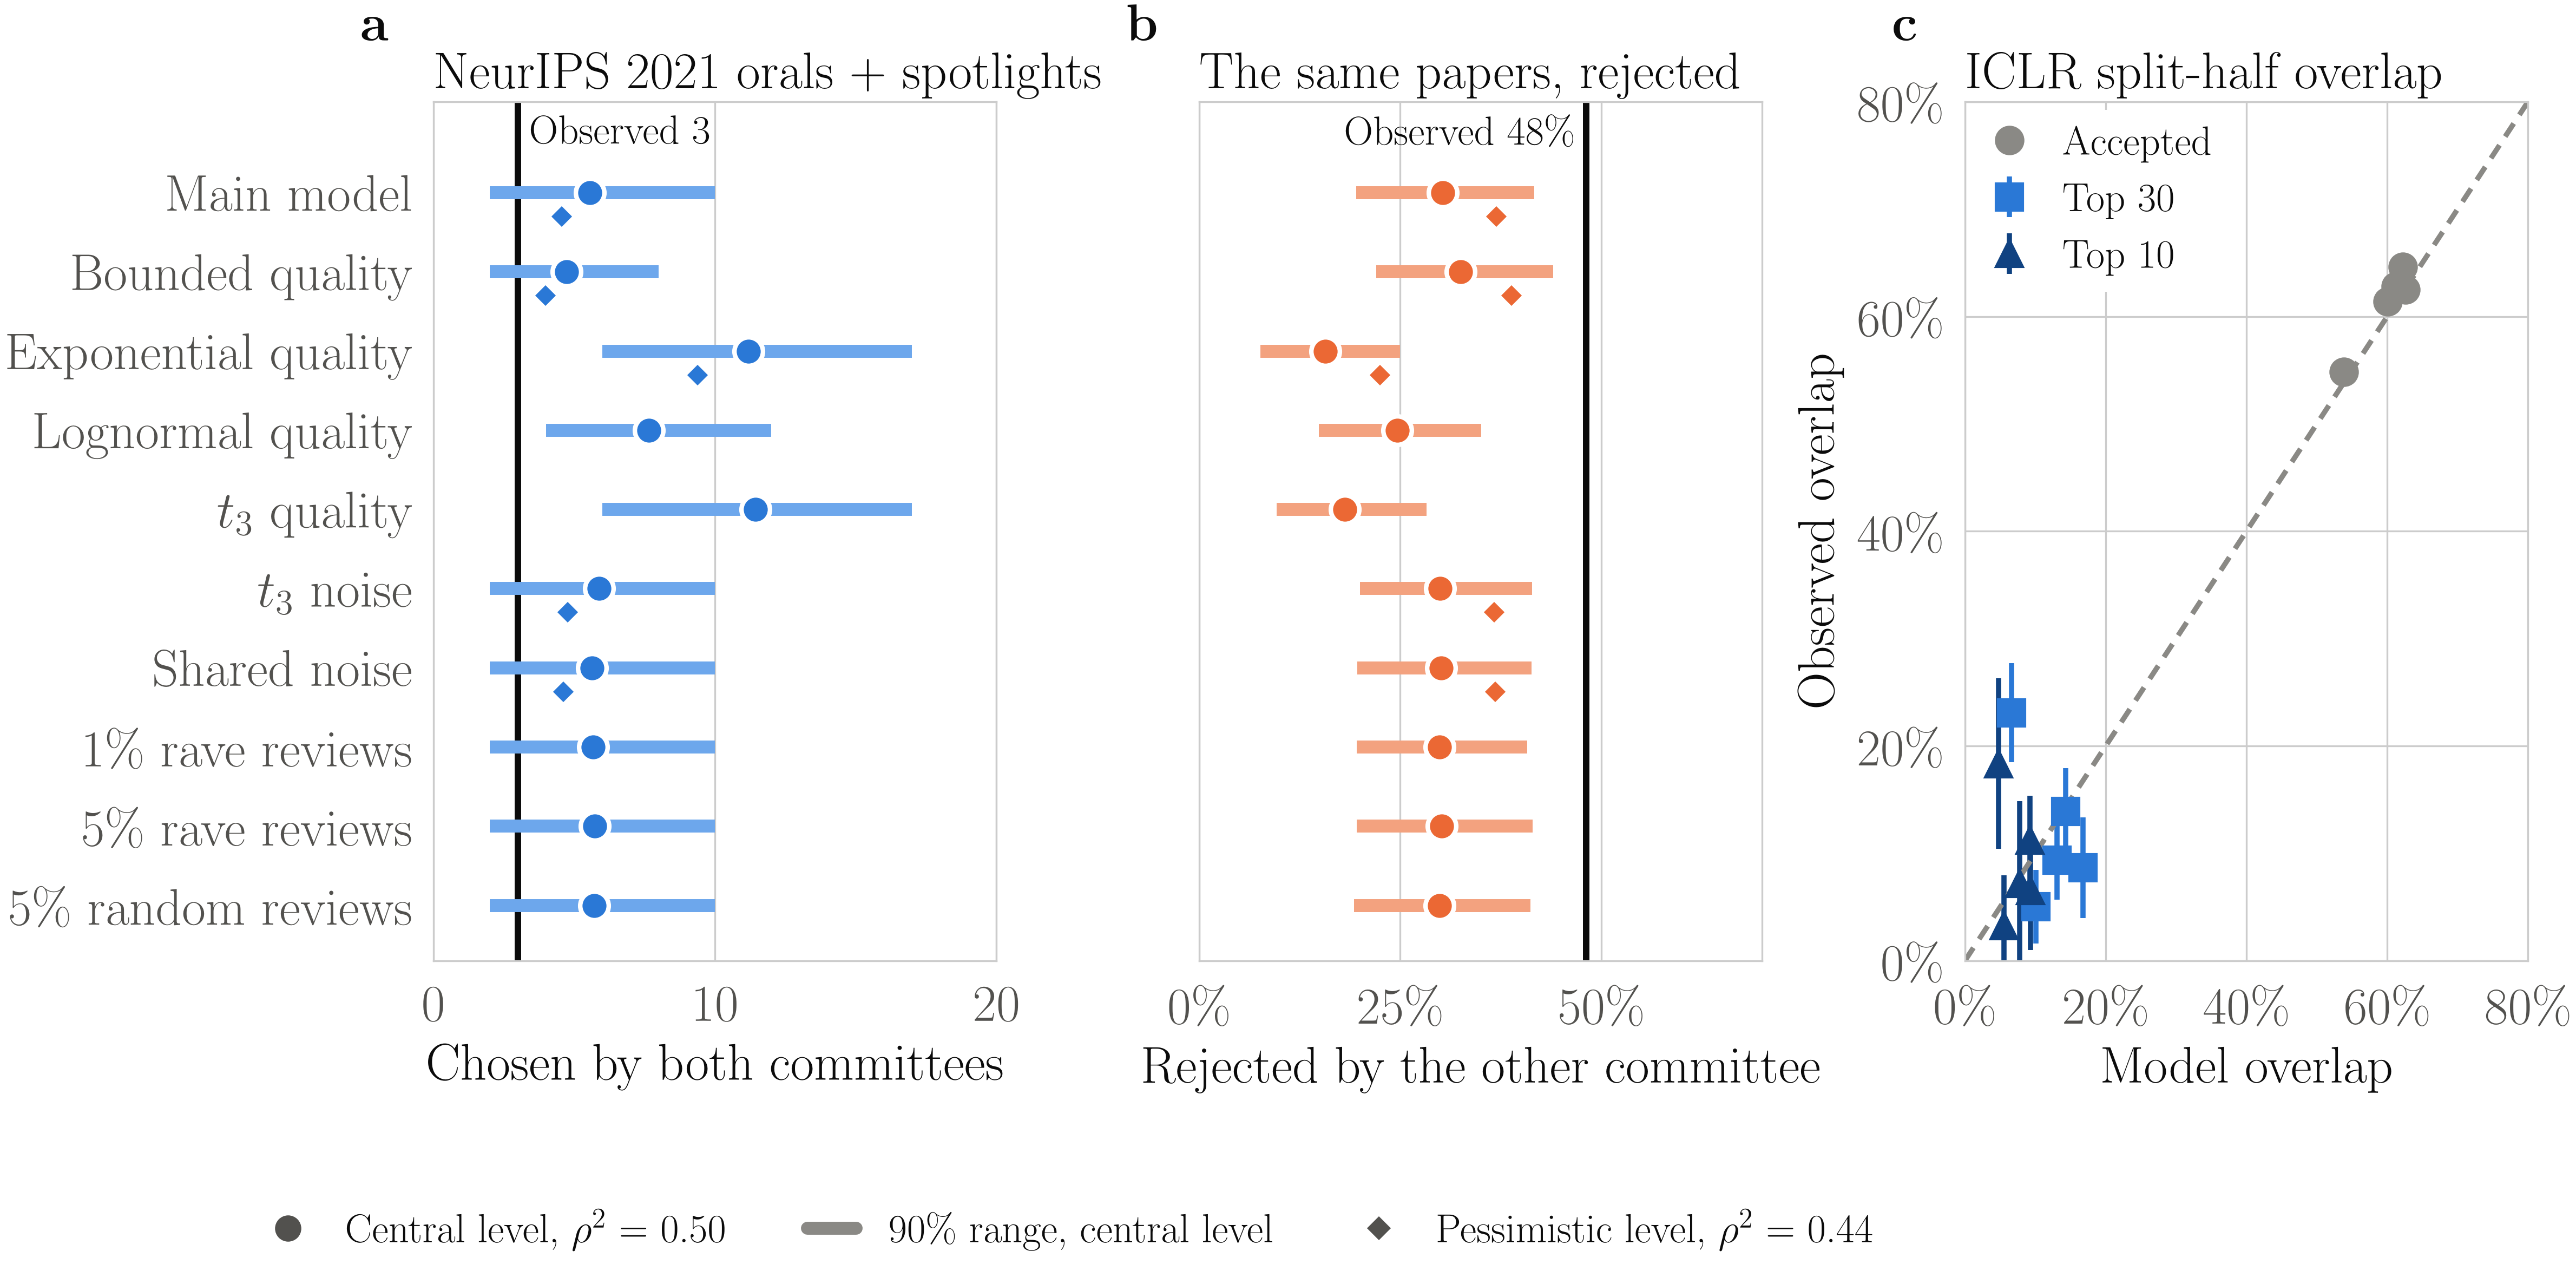 a
NeurIPS 2021 orals + spotlights
Observed 3
Main model
Bounded quality
Exponential quality
Lognormal quality
t₃ quality
t₃ noise
Shared noise
1% rave reviews
5% rave reviews
5% random reviews
0 10 20
Chosen by both committees
b
The same papers, rejected
Observed 48%
0% 25% 50%
Rejected by the other committee
c
ICLR split-half overlap
Accepted
Top 30
Top 10
80%
60%
40%
20%
0%
Observed overlap
0% 20% 40% 60% 80%
Model overlap
Central level, ρ² = 0.50
90% range, central level
Pessimistic level, ρ² = 0.44